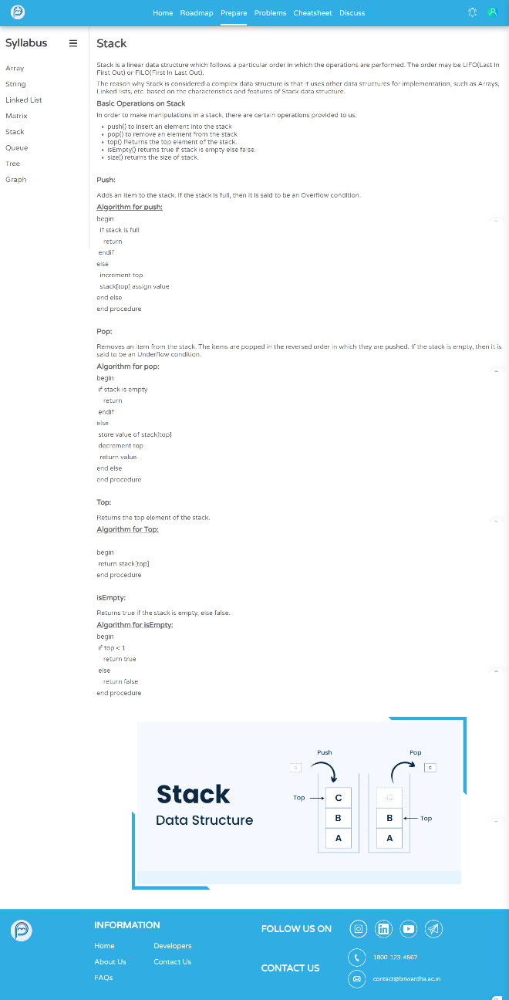 Home Roadmap Prepare Problems Cheatsheet Discuss
Syllabus
Array
String
Linked List
Matrix
Stack
Queue
Tree
Graph
Stack
Stack is a linear data structure which follows a particular order in which the operations are performed. The order may be LIFO(Last In
First Out) or FILO(First In Last Out).
The reason why Stack is considered a complex data structure is that it uses other data structures for implementation, such as Arrays,
Linked lists, etc. based on the characteristics and features of Stack data structure.
Basic Operations on Stack
In order to make manipulations in a stack, there are certain operations provided to us.
• push() to insert an element into the stack
• pop() to remove an element from the stack
• top() Returns the top element of the stack.
• isEmpty() returns true if stack is empty else false.
• size() returns the size of stack.
Push:
Adds an item to the stack. If the stack is full, then it is said to be an Overflow condition.
Algorithm for push:
begin
if stack is full
return
endif
else
increment top
stack[top] assign value
end else
end procedure
Pop:
Removes an item from the stack. The items are popped in the reversed order in which they are pushed. If the stack is empty, then it is
said to be an Underflow condition.
Algorithm for pop:
begin
if stack is empty
return
endif
else
store value of stack[top]
decrement top
return value
end else
end procedure
Top:
Returns the top element of the stack.
Algorithm for Top:
begin
return stack[top]
end procedure
isEmpty:
Returns true if the stack is empty, else false.
Algorithm for isEmpty:
begin
if top < 1
return true
else
return false
end procedure
Stack
Data Structure
Push
C
Top
C
B
A
Pop
C
C
B
A
Top
INFORMATION
Home
Developers
About Us
Contact Us
FAQs
FOLLOW US ON
CONTACT US
1800-123-4567
contact@bitwardha.ac.in